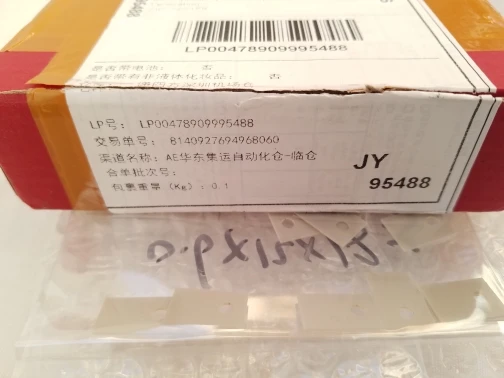 LP00478909995488
是否带电池: 否
是否带有非液体化妆品: 否
LP号: LP00478909995488
交易单号: 8140927694968060
渠道名称: AE华东集运自动化仓-临仓
JY
合单批次号:
95488
包裹重量 (Kg) : 0.1